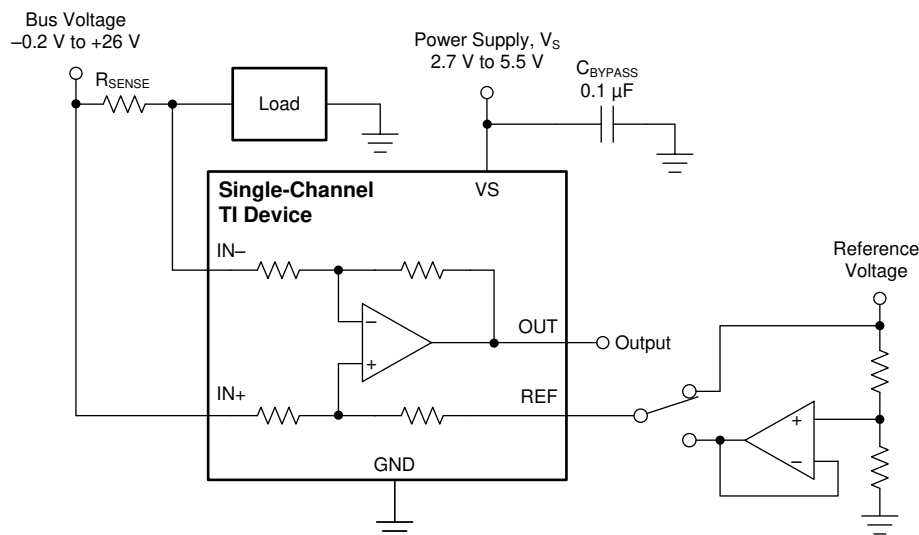 Bus Voltage
–0.2 V to +26 V
RSENSE
Load
Power Supply, VS
2.7 V to 5.5 V
CBYPASS
0.1 µF
Single-Channel
TI Device
VS
IN–
–
+
OUT
Output
IN+
REF
GND
Reference
Voltage
+
–